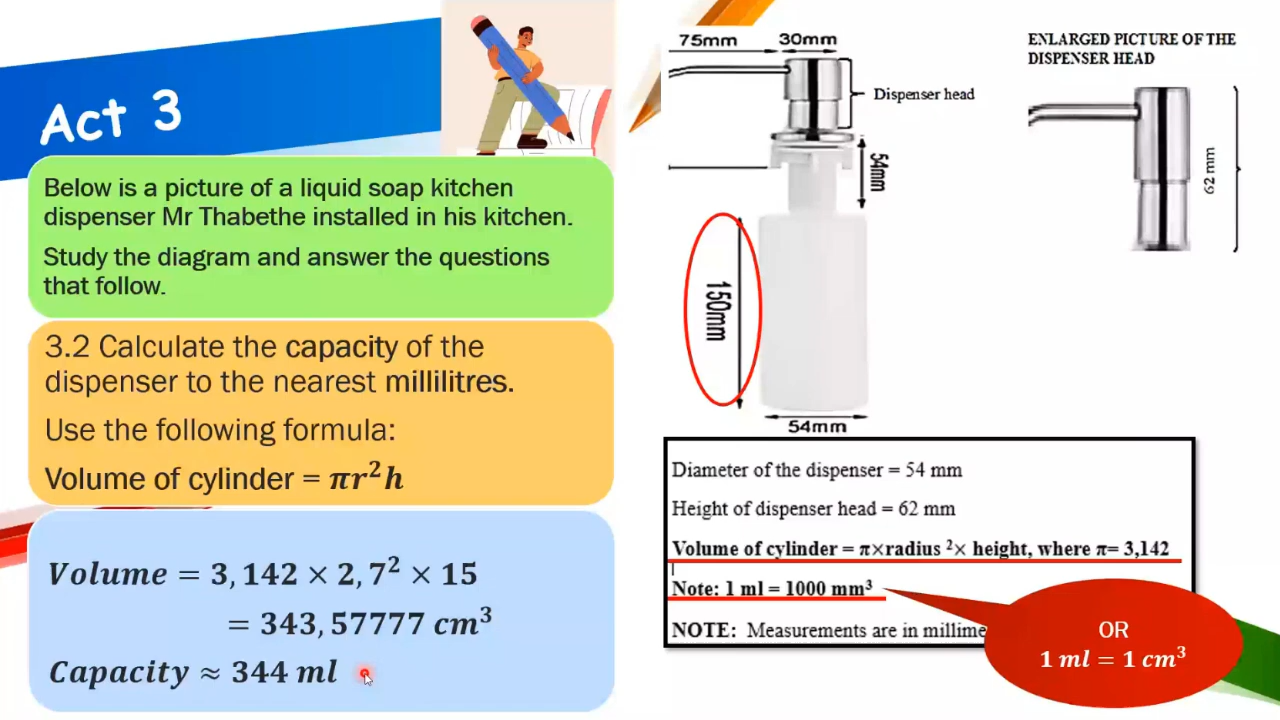 Act 3
Below is a picture of a liquid soap kitchen
dispenser Mr Thabethe installed in his kitchen.
Study the diagram and answer the questions
that follow.
3.2 Calculate the capacity of the
dispenser to the nearest millilitres.
Use the following formula:
Volume of cylinder = πr²h
Volume = 3,142 × 2,7² × 15
= 343,57777 cm³
Capacity ≈ 344 ml
75mm
30mm
Dispenser head
54mm
150mm
54mm
ENLARGED PICTURE OF THE
DISPENSER HEAD
62 mm
Diameter of the dispenser = 54 mm
Height of dispenser head = 62 mm
Volume of cylinder = π×radius ²× height, where π= 3,142
Note: 1 ml = 1000 mm³
NOTE: Measurements are in millime
OR
1 ml = 1 cm³